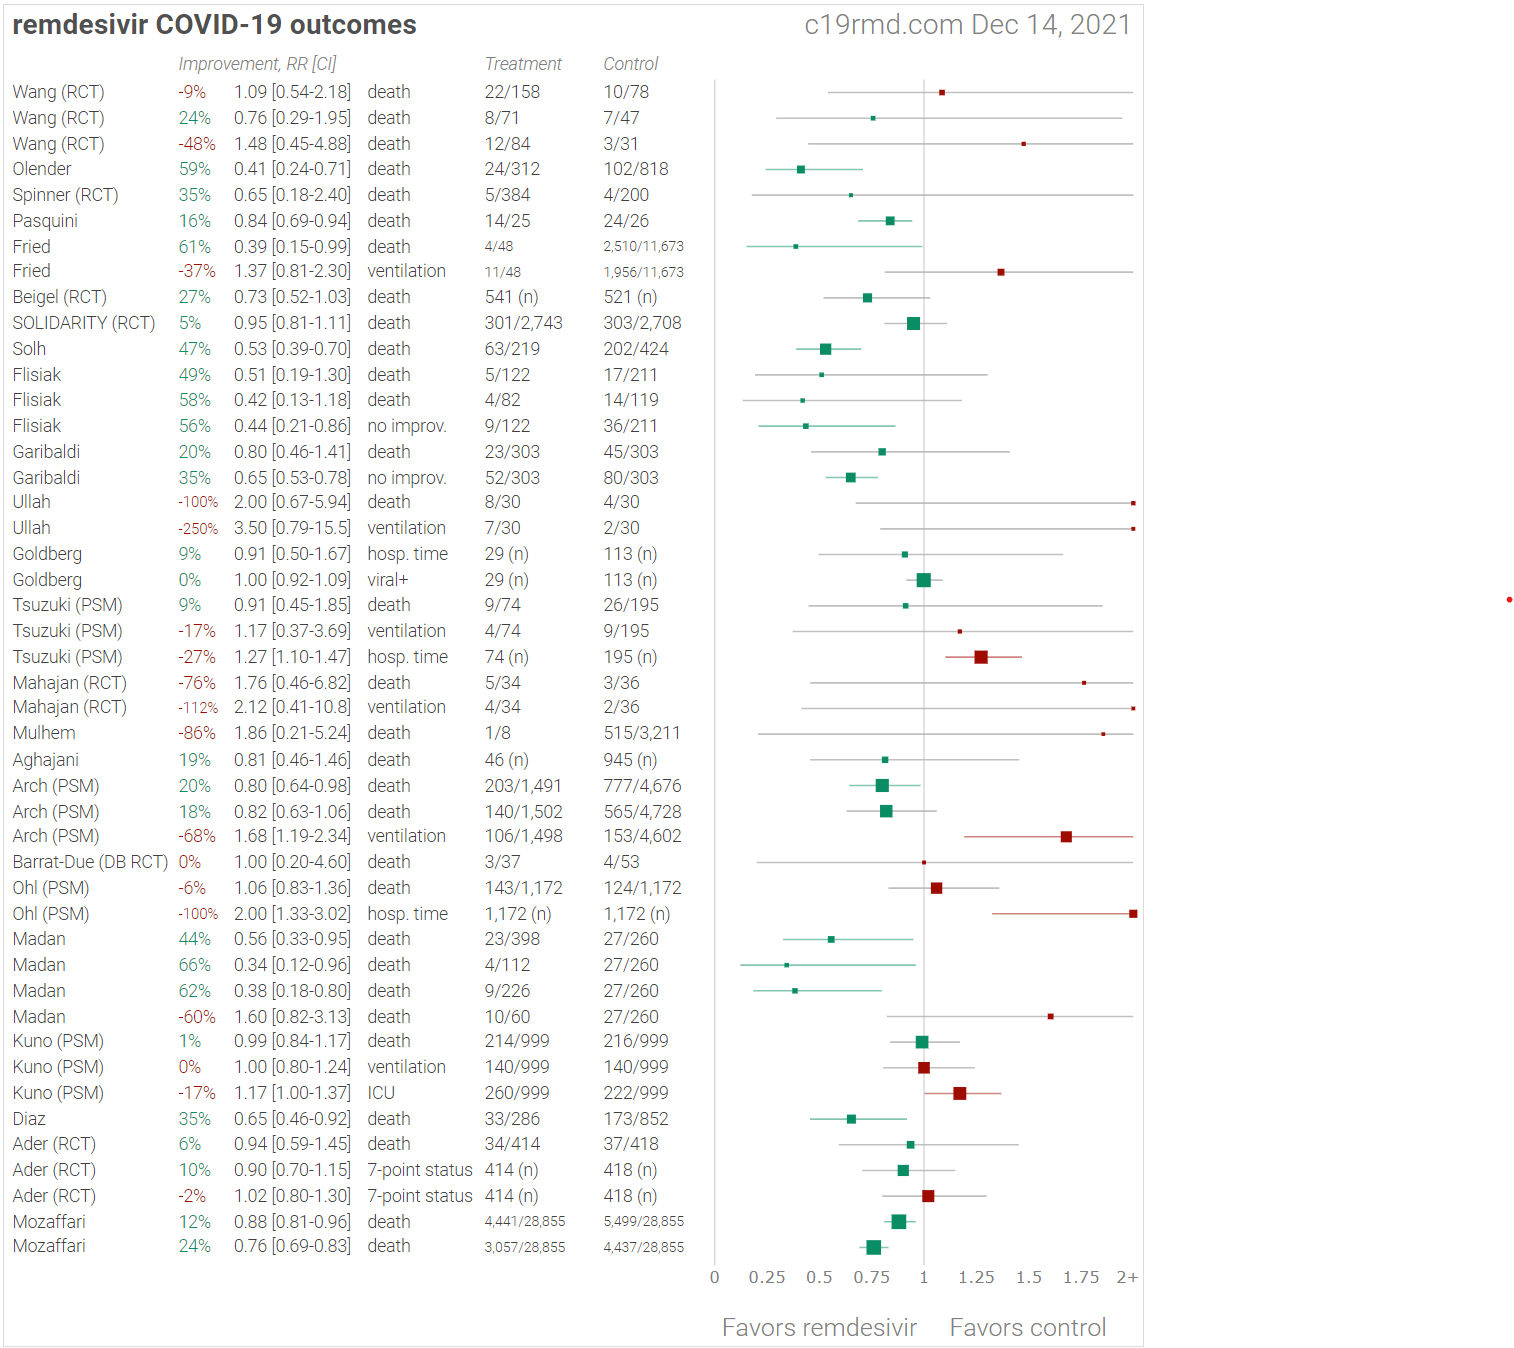 remdesivir COVID-19 outcomes c19rmd.com Dec 14, 2021
Improvement, RR [CI] Treatment Control
Wang (RCT) -9% 1.09 [0.54-2.18] death 22/158 10/78
Wang (RCT) 24% 0.76 [0.29-1.95] death 8/71 7/47
Wang (RCT) -48% 1.48 [0.45-4.88] death 12/84 3/31
Olender 59% 0.41 [0.24-0.71] death 24/312 102/818
Spinner (RCT) 35% 0.65 [0.18-2.40] death 5/384 4/200
Pasquini 16% 0.84 [0.69-0.94] death 14/25 24/26
Fried 61% 0.39 [0.15-0.99] death 4/48 2,510/11,673
Fried -37% 1.37 [0.81-2.30] ventilation 11/48 1,956/11,673
Beigel (RCT) 27% 0.73 [0.52-1.03] death 541 (n) 521 (n)
SOLIDARITY (RCT) 5% 0.95 [0.81-1.11] death 301/2,743 303/2,708
Solh 47% 0.53 [0.39-0.70] death 63/219 202/424
Flisiak 49% 0.51 [0.19-1.30] death 5/122 17/211
Flisiak 58% 0.42 [0.13-1.18] death 4/82 14/119
Flisiak 56% 0.44 [0.21-0.86] no improv. 9/122 36/211
Garibaldi 20% 0.80 [0.46-1.41] death 23/303 45/303
Garibaldi 35% 0.65 [0.53-0.78] no improv. 52/303 80/303
Ullah -100% 2.00 [0.67-5.94] death 8/30 4/30
Ullah -250% 3.50 [0.79-15.5] ventilation 7/30 2/30
Goldberg 9% 0.91 [0.50-1.67] hosp. time 29 (n) 113 (n)
Goldberg 0% 1.00 [0.92-1.09] viral+ 29 (n) 113 (n)
Tsuzuki (PSM) 9% 0.91 [0.45-1.85] death 9/74 26/195
Tsuzuki (PSM) -17% 1.17 [0.37-3.69] ventilation 4/74 9/195
Tsuzuki (PSM) -27% 1.27 [1.10-1.47] hosp. time 74 (n) 195 (n)
Mahajan (RCT) -76% 1.76 [0.46-6.82] death 5/34 3/36
Mahajan (RCT) -112% 2.12 [0.41-10.8] ventilation 4/34 2/36
Mulhem -86% 1.86 [0.21-5.24] death 1/8 515/3,211
Aghajani 19% 0.81 [0.46-1.46] death 46 (n) 945 (n)
Arch (PSM) 20% 0.80 [0.64-0.98] death 203/1,491 777/4,676
Arch (PSM) 18% 0.82 [0.63-1.06] death 140/1,502 565/4,728
Arch (PSM) -68% 1.68 [1.19-2.34] ventilation 106/1,498 153/4,602
Barrat-Due (DB RCT) 0% 1.00 [0.20-4.60] death 3/37 4/53
Ohl (PSM) -6% 1.06 [0.83-1.36] death 143/1,172 124/1,172
Ohl (PSM) -100% 2.00 [1.33-3.02] hosp. time 1,172 (n) 1,172 (n)
Madan 44% 0.56 [0.33-0.95] death 23/398 27/260
Madan 66% 0.34 [0.12-0.96] death 4/112 27/260
Madan 62% 0.38 [0.18-0.80] death 9/226 27/260
Madan -60% 1.60 [0.82-3.13] death 10/60 27/260
Kuno (PSM) 1% 0.99 [0.84-1.17] death 214/999 216/999
Kuno (PSM) 0% 1.00 [0.80-1.24] ventilation 140/999 140/999
Kuno (PSM) -17% 1.17 [1.00-1.37] ICU 260/999 222/999
Diaz 35% 0.65 [0.46-0.92] death 33/286 173/852
Ader (RCT) 6% 0.94 [0.59-1.45] death 34/414 37/418
Ader (RCT) 10% 0.90 [0.70-1.15] 7-point status 414 (n) 418 (n)
Ader (RCT) -2% 1.02 [0.80-1.30] 7-point status 414 (n) 418 (n)
Mozaffari 12% 0.88 [0.81-0.96] death 4,441/28,855 5,499/28,855
Mozaffari 24% 0.76 [0.69-0.83] death 3,057/28,855 4,437/28,855
0 0.25 0.5 0.75 1 1.25 1.5 1.75 2+
Favors remdesivir Favors control